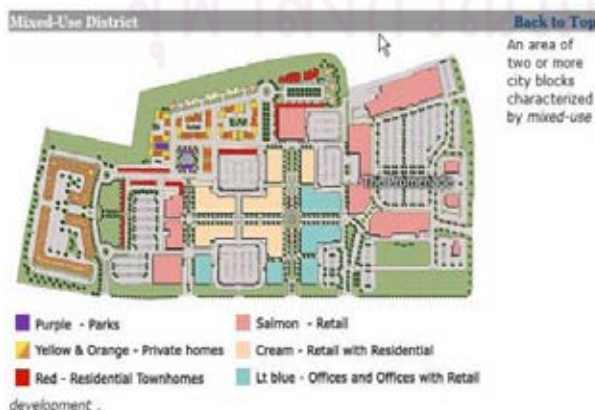 Mixed-Use District
Back to Top
An area of
two or more
city blocks
characterized
by mixed-use
The Promenade
Purple - Parks
Salmon - Retail
Yellow & Orange - Private homes
Cream - Retail with Residential
Red - Residential Townhomes
Lt blue - Offices and Offices with Retail
development .